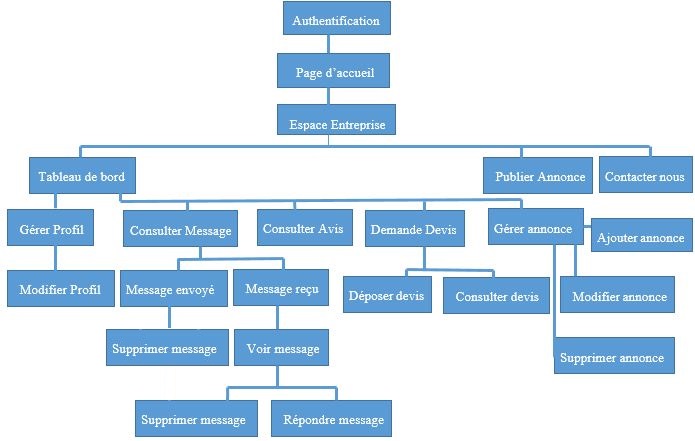 Authentification
Page d'accueil
Espace Entreprise
Tableau de bord
Publier Annonce
Contacter nous
Gérer Profil
Consulter Message
Consulter Avis
Demande Devis
Gérer annonce
Ajouter annonce
Modifier Profil
Message envoyé
Message reçu
Déposer devis
Consulter devis
Modifier annonce
Supprimer message
Voir message
Supprimer annonce
Supprimer message
Répondre message